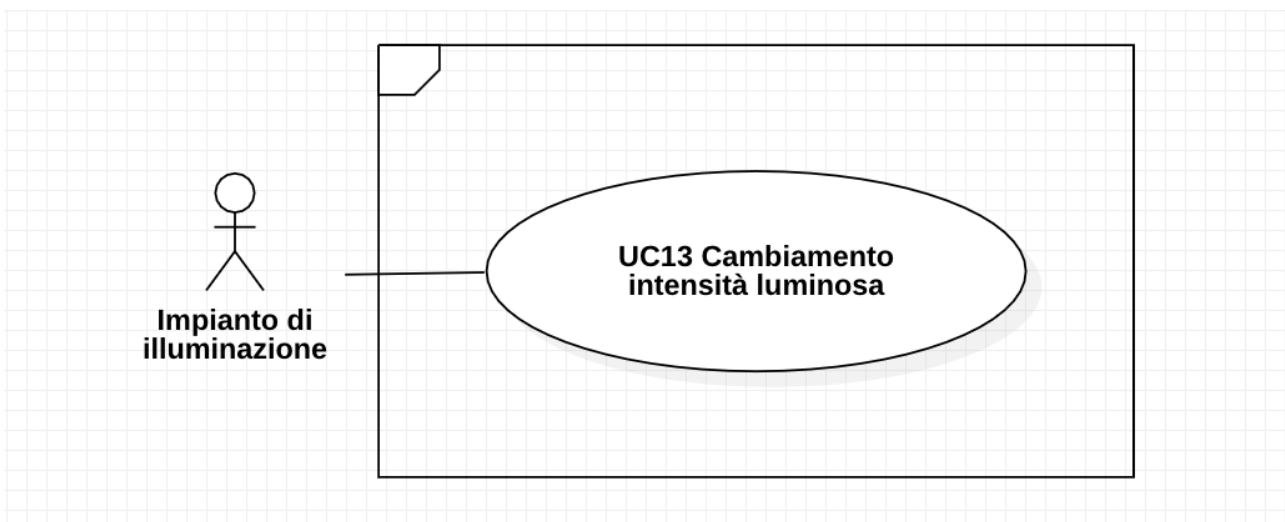 UC13 Cambiamento
intensità luminosa
Impianto di
illuminazione